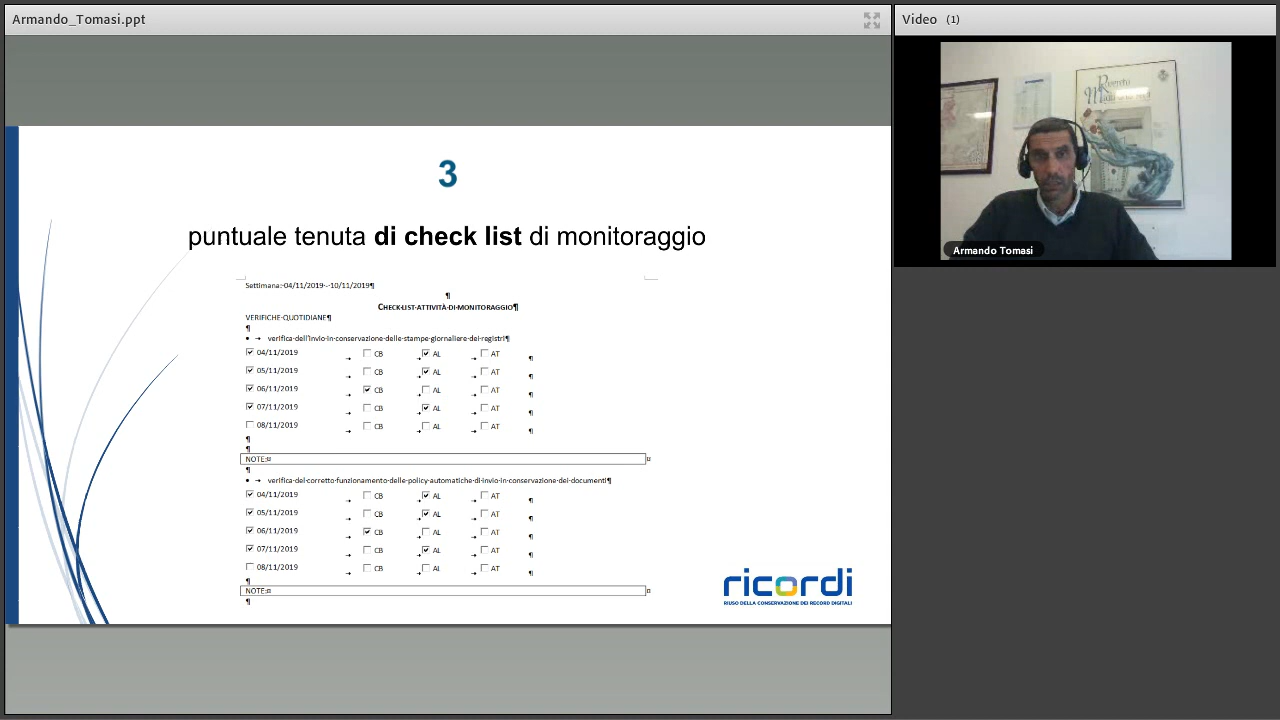 Armando_Tomasi.ppt
Video (1)
3
puntuale tenuta di check list di monitoraggio
Settimana:·04/11/2019·-·10/11/2019¶
¶
CHECK-LIST·ATTIVITÀ·DI·MONITORAGGIO¶
VERIFICHE·QUOTIDIANE¶
¶
• → verifica·dell'invio·in·conservazione·delle·stampe·giornaliere·dei·registri¶
☑ 04/11/2019 → ☐ CB → ☑ AL → ☐ AT ¶
☑ 05/11/2019 → ☐ CB → ☑ AL → ☐ AT ¶
☑ 06/11/2019 → ☑ CB → ☐ AL → ☐ AT ¶
☑ 07/11/2019 → ☐ CB → ☑ AL → ☐ AT ¶
☐ 08/11/2019 → ☐ CB → ☐ AL → ☐ AT ¶
¶
¶
NOTE:¤ ¤
¶
• → verifica·del·corretto·funzionamento·delle·policy·automatiche·di·invio·in·conservazione·dei·documenti¶
☑ 04/11/2019 → ☐ CB → ☑ AL → ☐ AT ¶
☑ 05/11/2019 → ☐ CB → ☑ AL → ☐ AT ¶
☑ 06/11/2019 → ☑ CB → ☐ AL → ☐ AT ¶
☑ 07/11/2019 → ☐ CB → ☑ AL → ☐ AT ¶
☐ 08/11/2019 → ☐ CB → ☐ AL → ☐ AT ¶
¶
NOTE:¤ ¤
¶
ricordi
RIUSO DELLA CONSERVAZIONE DEI RECORD DIGITALI
Armando Tomasi